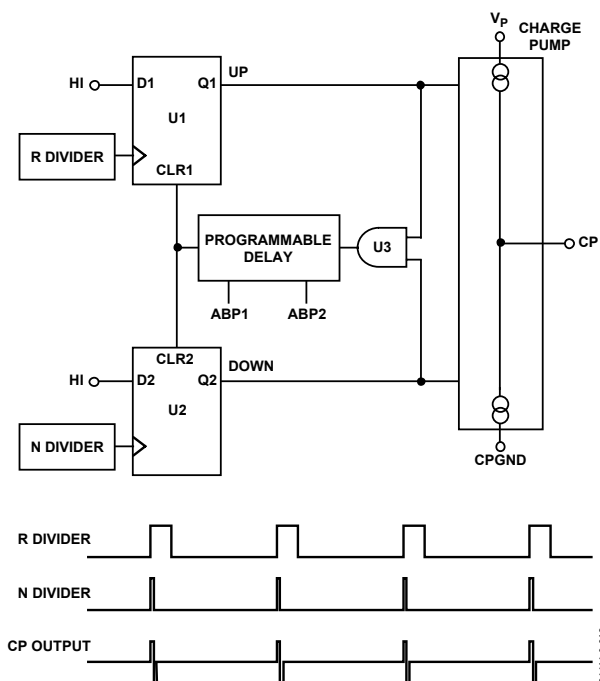 VP
CHARGE
PUMP
HI
D1
Q1
UP
U1
R DIVIDER
CLR1
PROGRAMMABLE
DELAY
U3
CP
ABP1
ABP2
CLR2
DOWN
HI
D2
Q2
U2
N DIVIDER
CPGND
R DIVIDER
N DIVIDER
CP OUTPUT